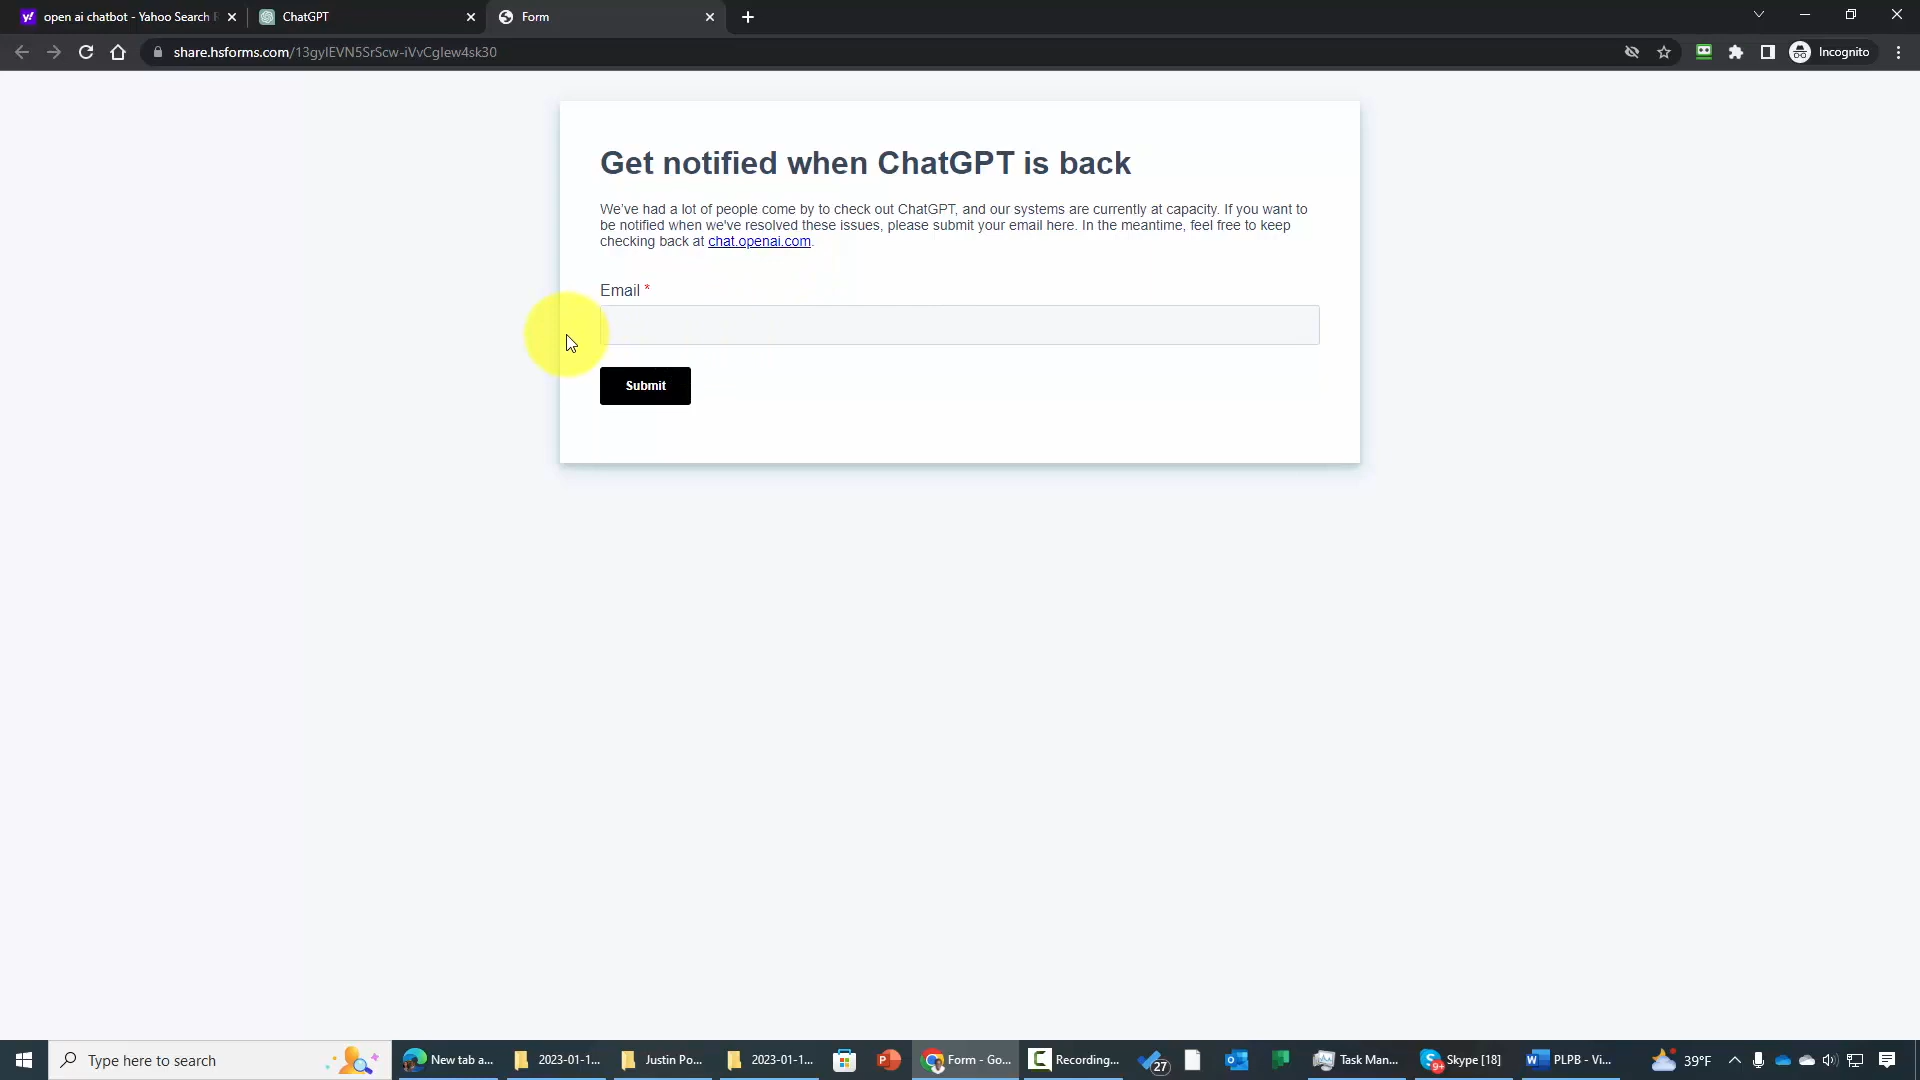 open ai chatbot - Yahoo Search
ChatGPT
Form
share.hsforms.com/13gylEVN5SrScw-iVvCglew4sk30
Incognito
Get notified when ChatGPT is back
We've had a lot of people come by to check out ChatGPT, and our systems are currently at capacity. If you want to
be notified when we've resolved these issues, please submit your email here. In the meantime, feel free to keep
checking back at chat.openai.com.
Email *
Submit
Type here to search
New tab a...
2023-01-1...
Justin Po...
2023-01-1...
Form - Go...
Recording...
27
Task Man...
9+
Skype [18]
PLPB - Vi...
39°F